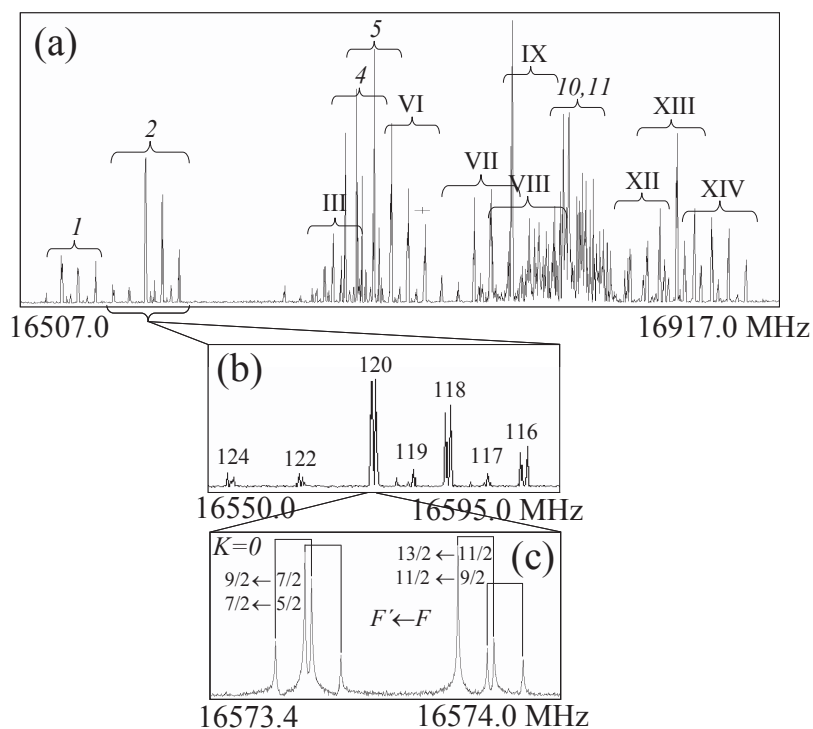 (a)
5
4
IX
10,11
VI
XIII
2
VII
VIII
XII
XIV
III
1
16507.0
16917.0 MHz
(b)
120
118
116
119
117
124
122
16550.0
16595.0 MHz
K=0
13/2 ← 11/2
(c)
9/2 ← 7/2
11/2 ← 9/2
7/2 ← 5/2
F´← F
16573.4
16574.0 MHz